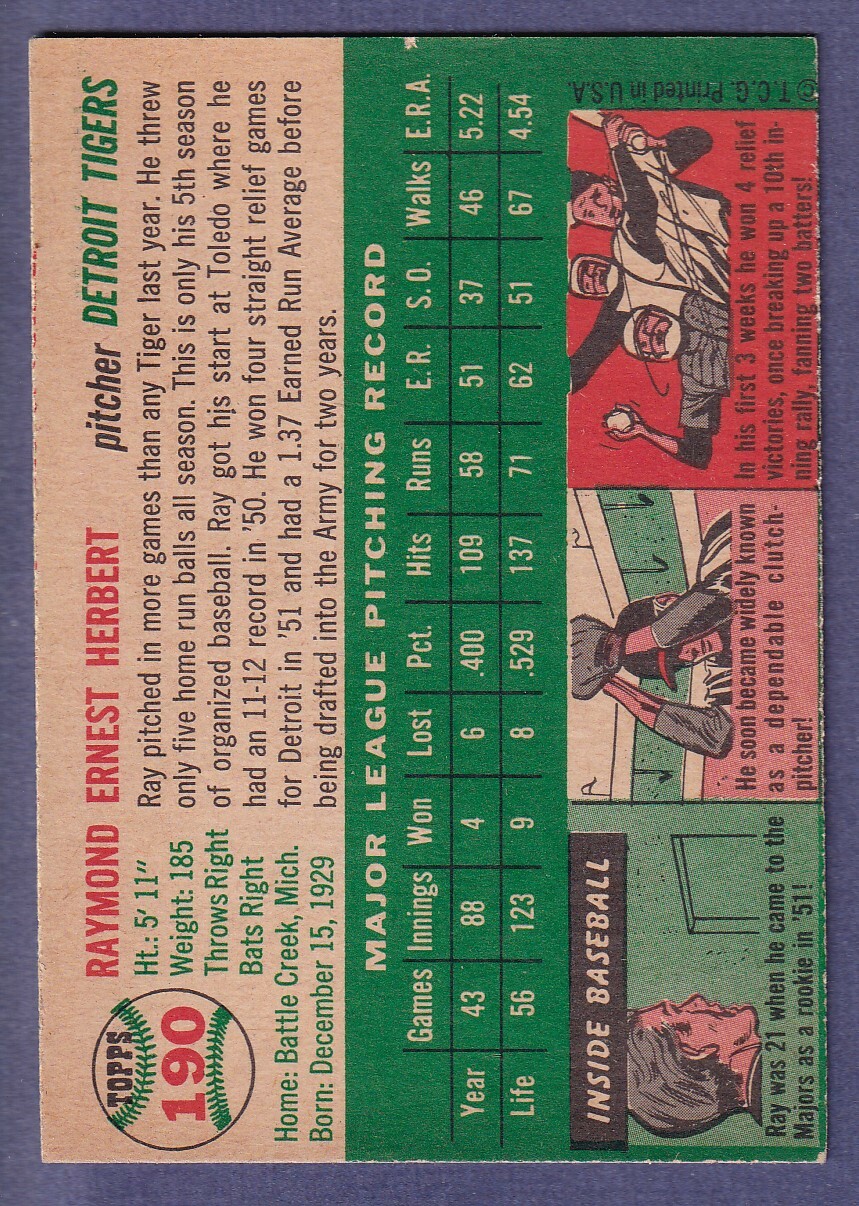 TOPPS
190
RAYMOND ERNEST HERBERT
pitcher DETROIT TIGERS
Ht.: 5' 11"
Weight: 185
Throws Right
Bats Right
Home: Battle Creek, Mich.
Born: December 15, 1929
Ray pitched in more games than any Tiger last year. He threw
only five home run balls all season. This is only his 5th season
of organized baseball. Ray got his start at Toledo where he
had an 11-12 record in '50. He won four straight relief games
for Detroit in '51 and had a 1.37 Earned Run Average before
being drafted into the Army for two years.
MAJOR LEAGUE PITCHING RECORD
Games Innings Won Lost Pct. Hits Runs E.R. S.O. Walks E.R.A.
Year 43 88 4 6 .400 109 58 51 37 46 5.22
Life 56 123 9 8 .529 137 71 62 51 67 4.54
INSIDE BASEBALL
Ray was 21 when he came to the
Majors as a rookie in '51!
He soon became widely known
as a dependable clutch-
pitcher!
In his first 3 weeks he won 4 relief
victories, once breaking up a 10th in-
ning rally, fanning two batters!
© T.C.G. Printed in U.S.A.